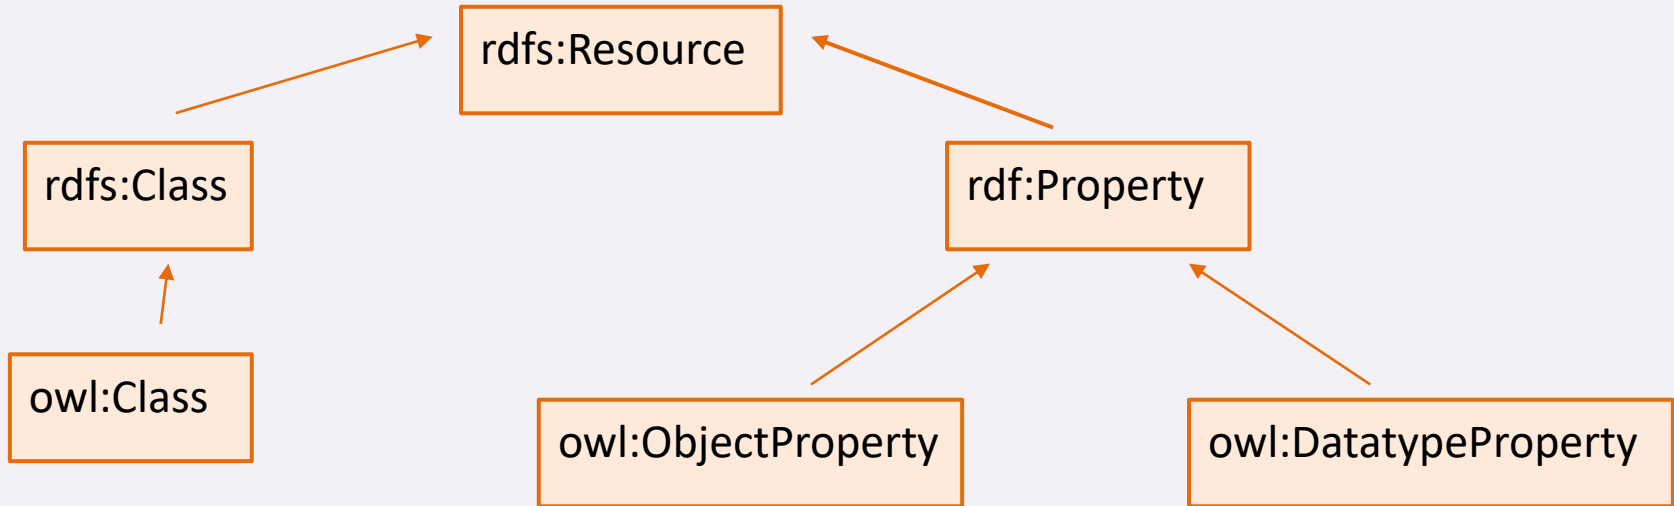 rdfs:Resource
rdfs:Class
rdf:Property
owl:Class
owl:ObjectProperty
owl:DatatypeProperty